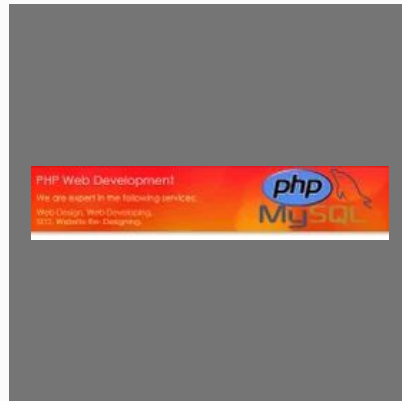 PHP Web Development
We are expert in the following services:
Web Design, Web Developing,
SEO, Website Re- Designing.
php
MySQL